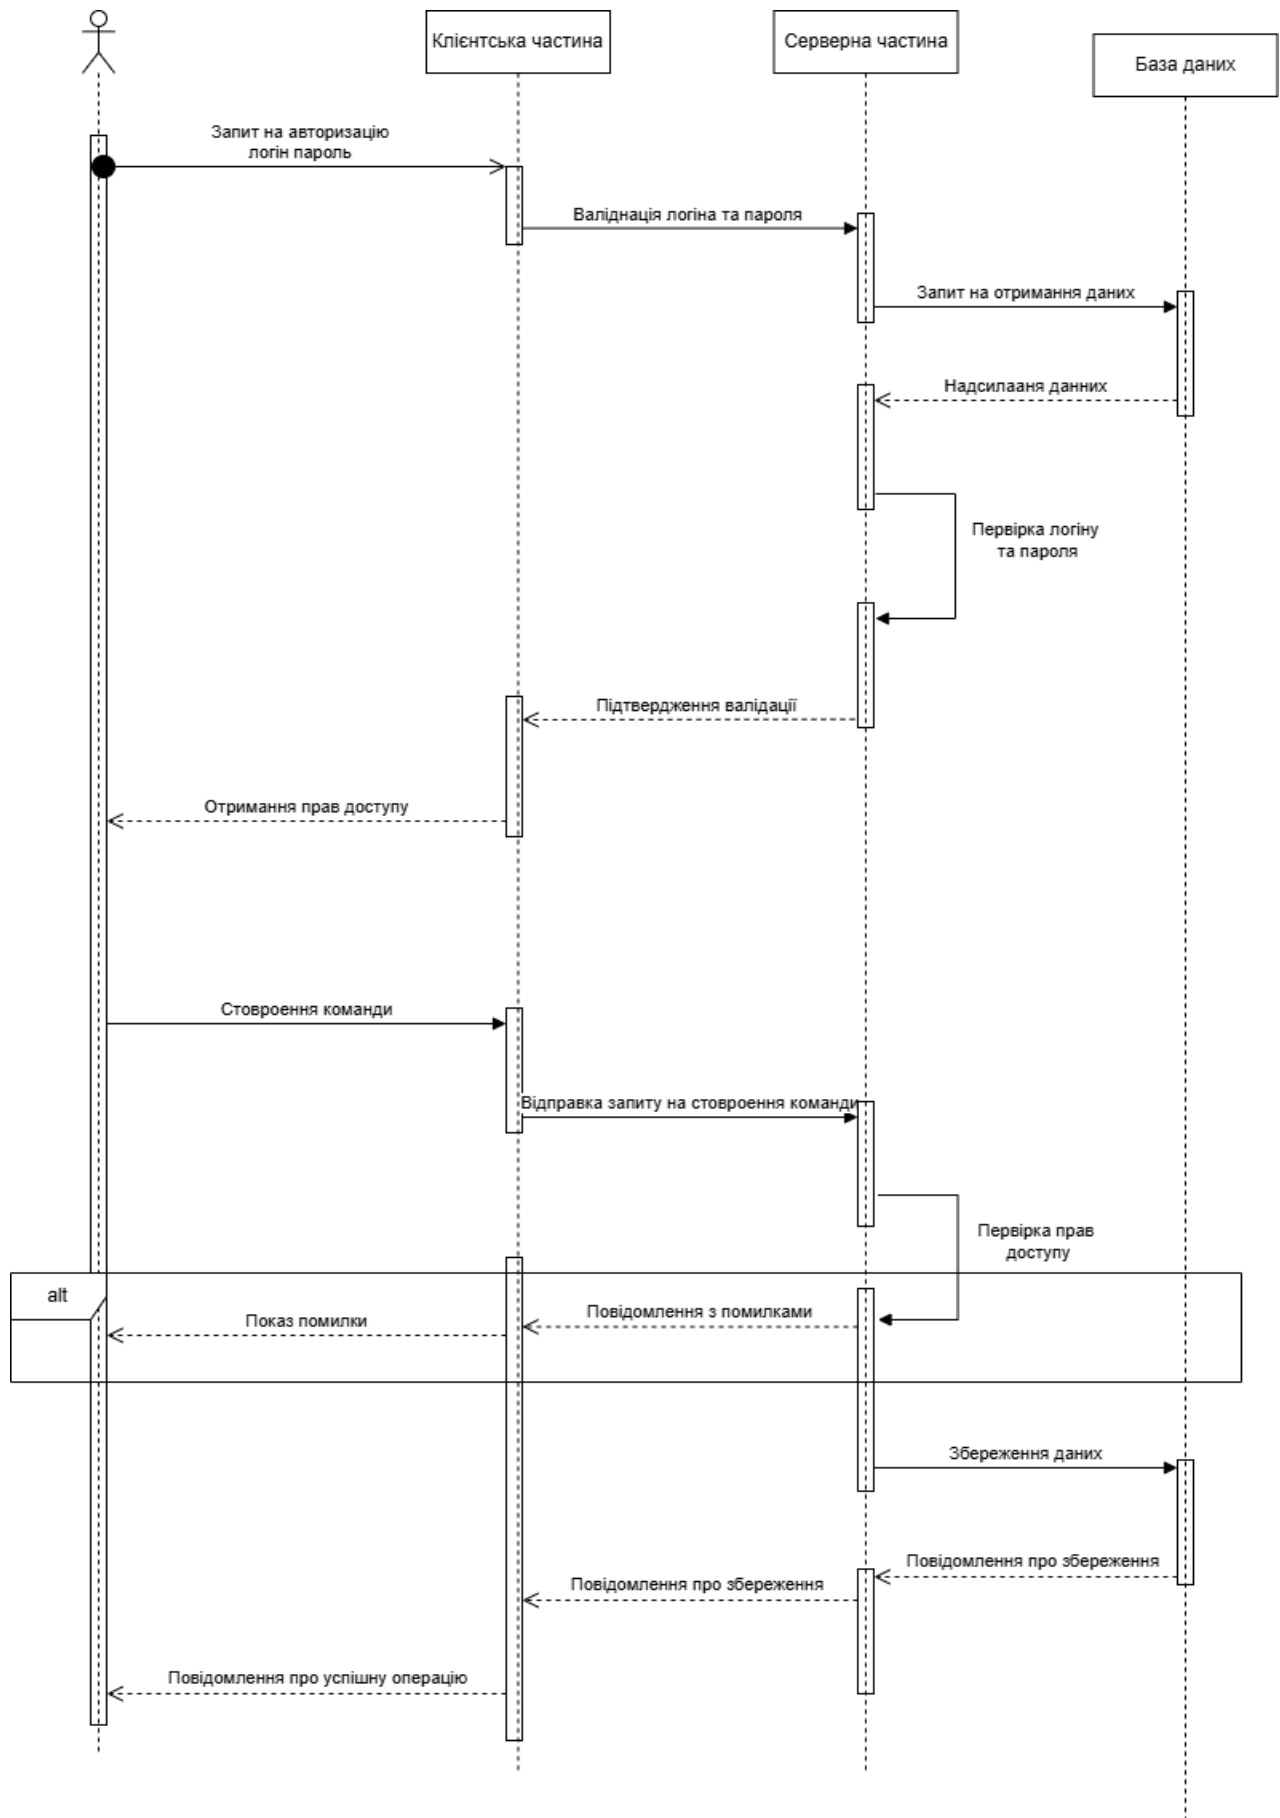 Клієнтська частина
Серверна частина
База даних
Запит на авторизацію
логін пароль
Валіднація логіна та пароля
Запит на отримання даних
Надсилааня данних
Первірка логіну
та пароля
Підтвердження валідації
Отримання прав доступу
Стовроення команди
Відправка запиту на стовроення команди
Первірка прав
доступу
alt
Повідомлення з помилками
Показ помилки
Збереження даних
Повідомлення про збереження
Повідомлення про збереження
Повідомлення про успішну операцію